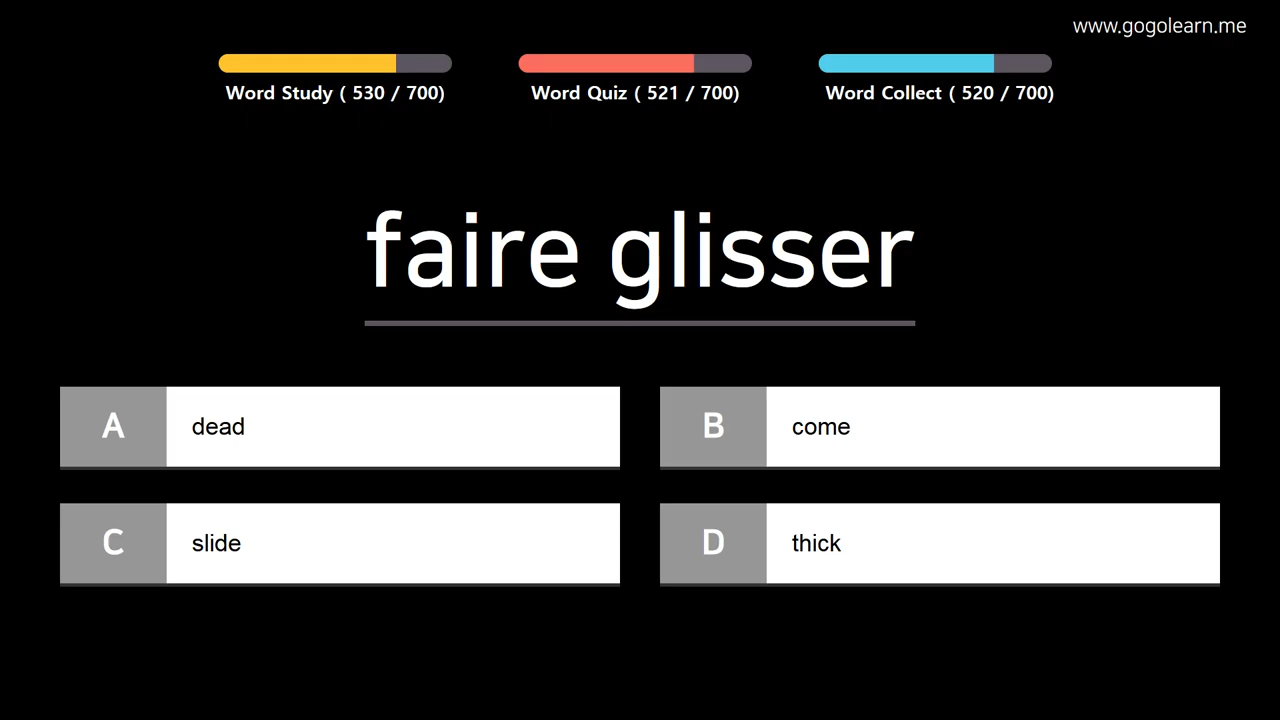 www.gogolearn.me
Word Study ( 530 / 700)
Word Quiz ( 521 / 700)
Word Collect ( 520 / 700)
faire glisser
A dead
B come
C slide
D thick